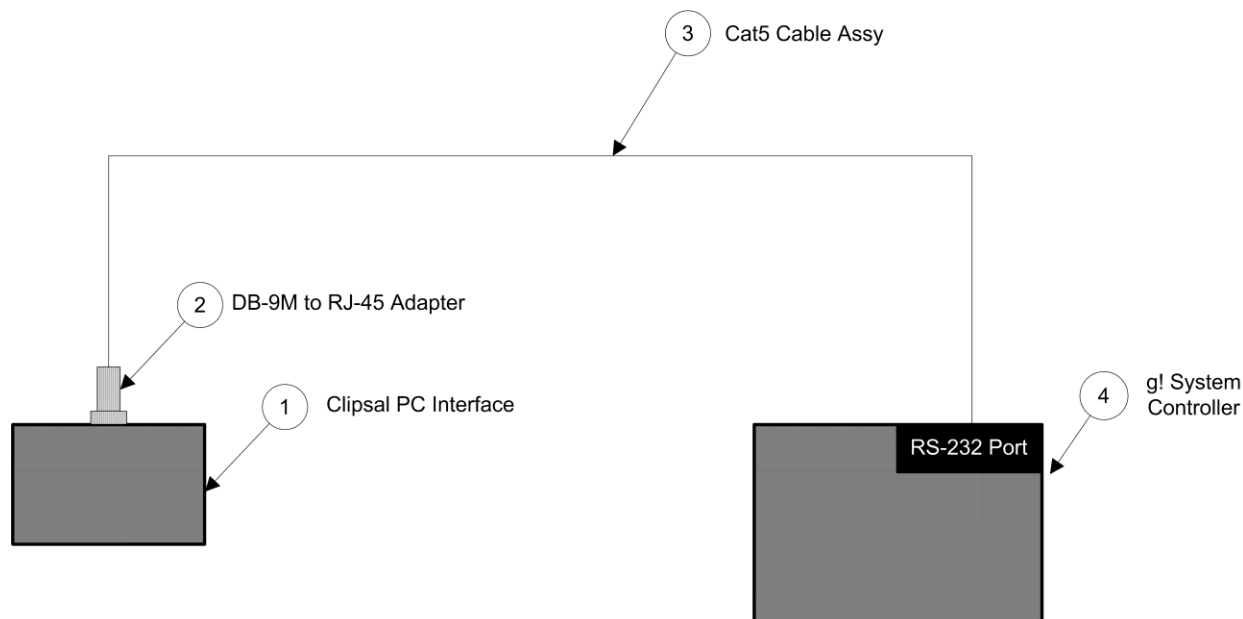 3 Cat5 Cable Assy
2 DB-9M to RJ-45 Adapter
1 Clipsal PC Interface
4 g! System
Controller
RS-232 Port